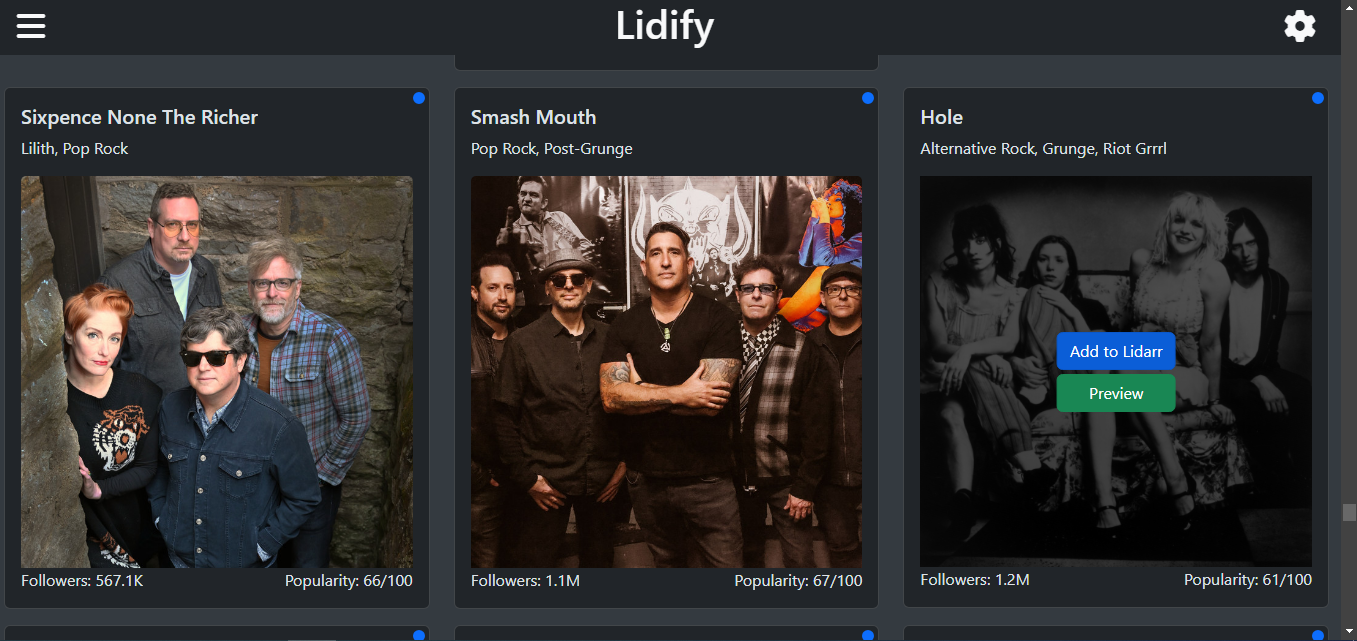 Lidify
Sixpence None The Richer
Lilith, Pop Rock
Followers: 567.1K
Popularity: 66/100
Smash Mouth
Pop Rock, Post-Grunge
Followers: 1.1M
Popularity: 67/100
Hole
Alternative Rock, Grunge, Riot Grrrl
Add to Lidarr
Preview
Followers: 1.2M
Popularity: 61/100